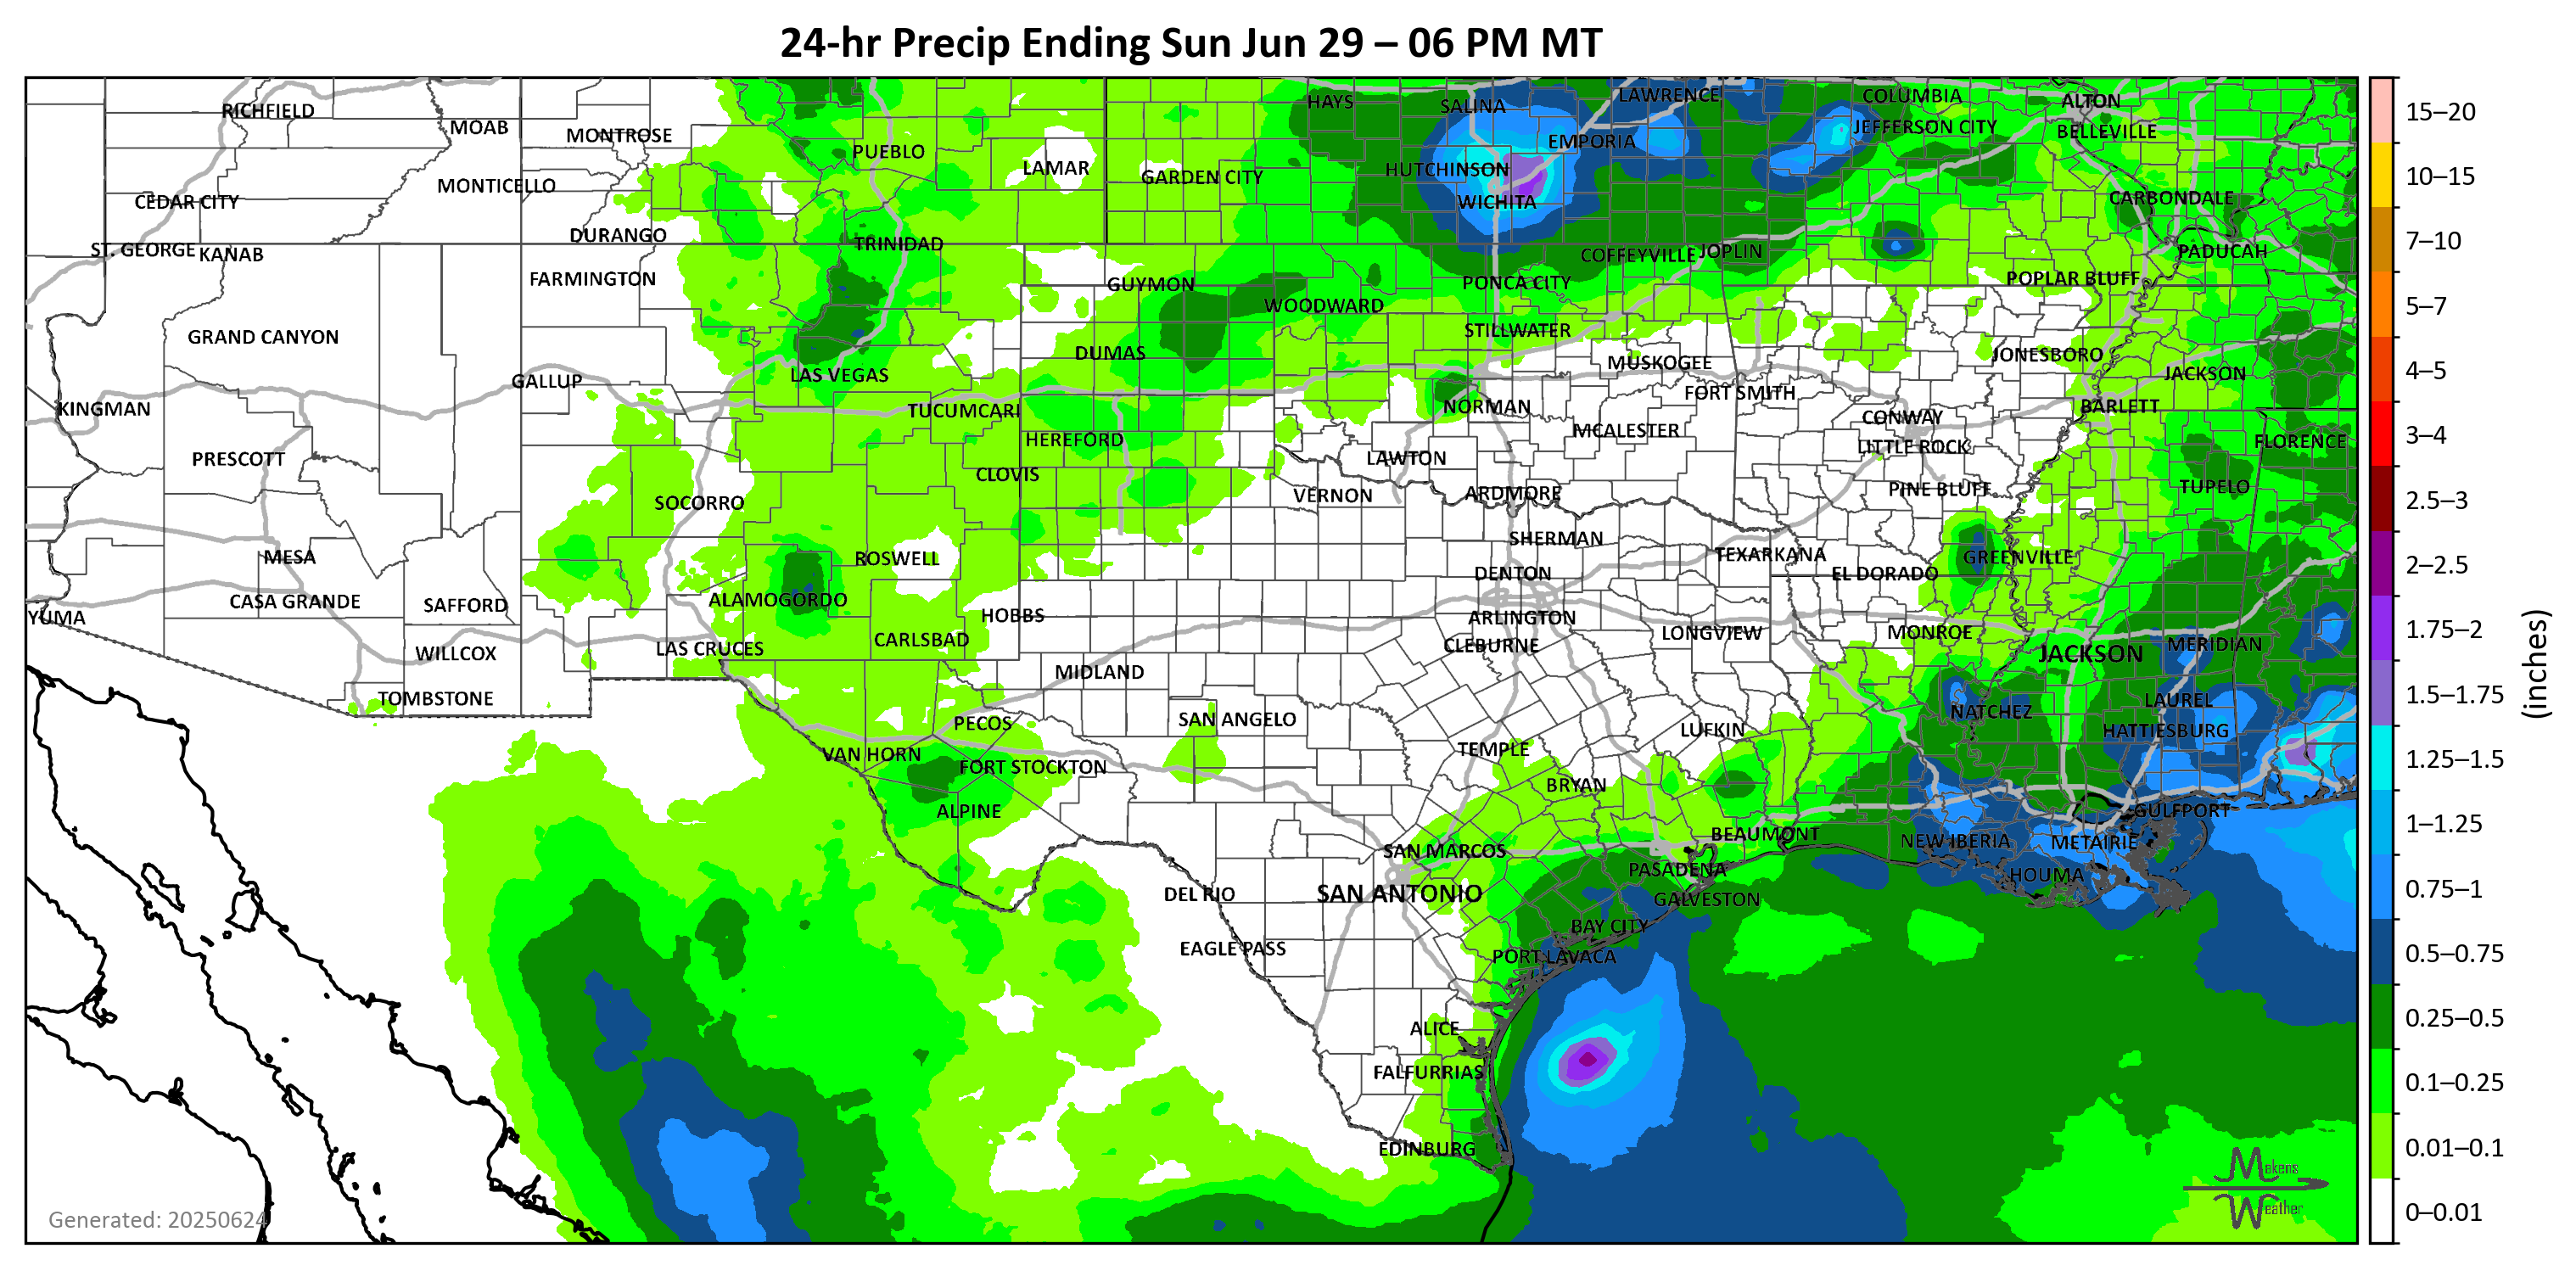 24-hr Precip Ending Sun Jun 29 – 06 PM MT
RICHFIELD
MOAB
MONTROSE
PUEBLO
LAMAR
GARDEN CITY
HAYS
SALINA
LAWRENCE
EMPORIA
COLUMBIA
JEFFERSON CITY
ALTON
BELLEVILLE
CEDAR CITY
MONTICELLO
HUTCHINSON
WICHITA
CARBONDALE
ST. GEORGE
KANAB
DURANGO
TRINIDAD
COFFEYVILLE
JOPLIN
PADUCAH
FARMINGTON
GUYMON
PONCA CITY
POPLAR BLUFF
WOODWARD
GRAND CANYON
STILLWATER
DUMAS
MUSKOGEE
JONESBORO
GALLUP
LAS VEGAS
FORT SMITH
JACKSON
KINGMAN
TUCUMCARI
NORMAN
CONWAY
BARLETT
HEREFORD
MCALESTER
LITTLE ROCK
FLORENCE
PRESCOTT
CLOVIS
LAWTON
SOCORRO
VERNON
ARDMORE
PINE BLUFF
TUPELO
MESA
ROSWELL
SHERMAN
TEXARKANA
GREENVILLE
DENTON
EL DORADO
YUMA
CASA GRANDE
SAFFORD
ALAMOGORDO
HOBBS
ARLINGTON
CLEBURNE
WILLCOX
LAS CRUCES
CARLSBAD
LONGVIEW
MONROE
JACKSON
MERIDIAN
TOMBSTONE
MIDLAND
LAUREL
PECOS
SAN ANGELO
LUFKIN
NATCHEZ
HATTIESBURG
VAN HORN
FORT STOCKTON
TEMPLE
BRYAN
ALPINE
GULFPORT
SAN MARCOS
BEAUMONT
NEW IBERIA
METAIRIE
PASADENA
HOUMA
DEL RIO
SAN ANTONIO
GALVESTON
BAY CITY
EAGLE PASS
PORT LAVACA
ALICE
FALFURRIAS
EDINBURG
Generated: 20250624
Makens
Weather
15–20
10–15
7–10
5–7
4–5
3–4
2.5–3
2–2.5
1.75–2
1.5–1.75
1.25–1.5
1–1.25
0.75–1
0.5–0.75
0.25–0.5
0.1–0.25
0.01–0.1
0–0.01
(inches)